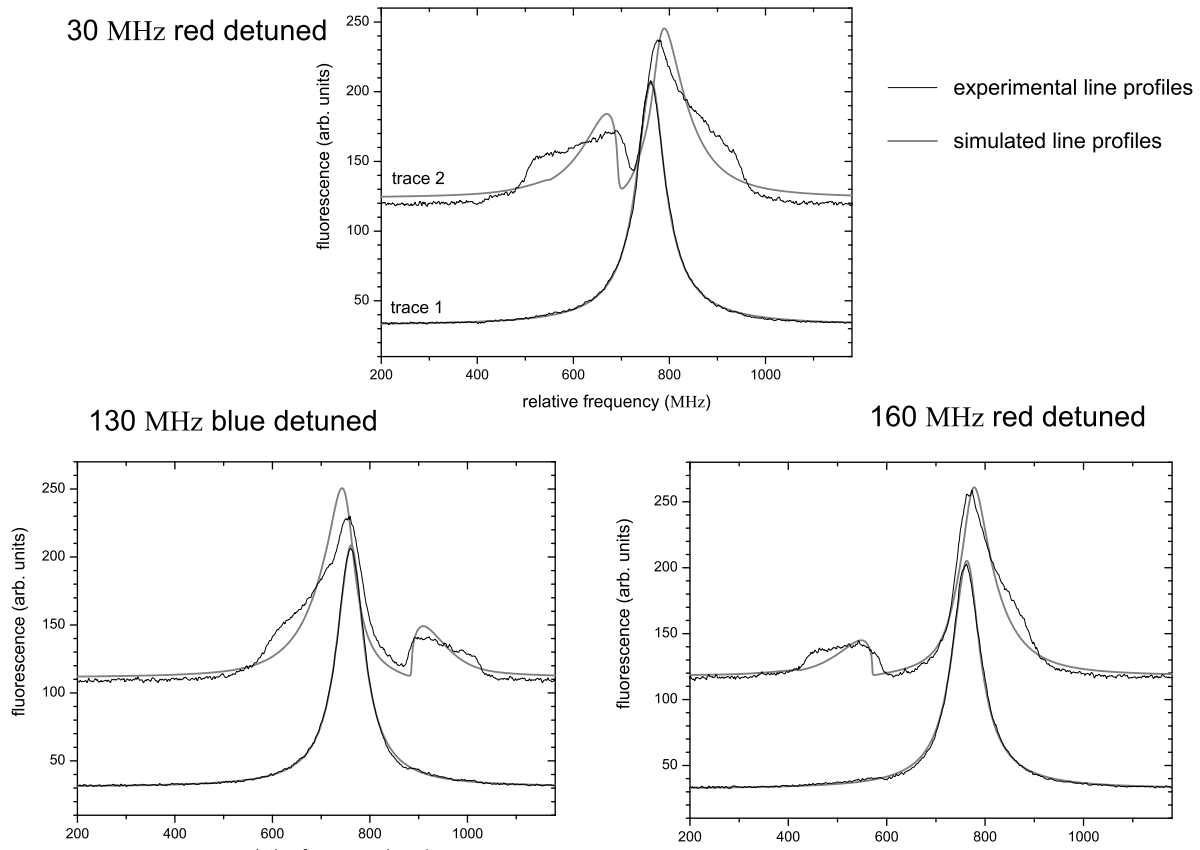 30 MHz red detuned
250
200
150
100
50
fluorescence (arb. units)
trace 2
trace 1
200 400 600 800 1000
relative frequency (MHz)
experimental line profiles
simulated line profiles
130 MHz blue detuned
250
200
150
100
50
fluorescence (arb. units)
200 400 600 800 1000
160 MHz red detuned
250
200
150
100
50
fluorescence (arb. units)
200 400 600 800 1000